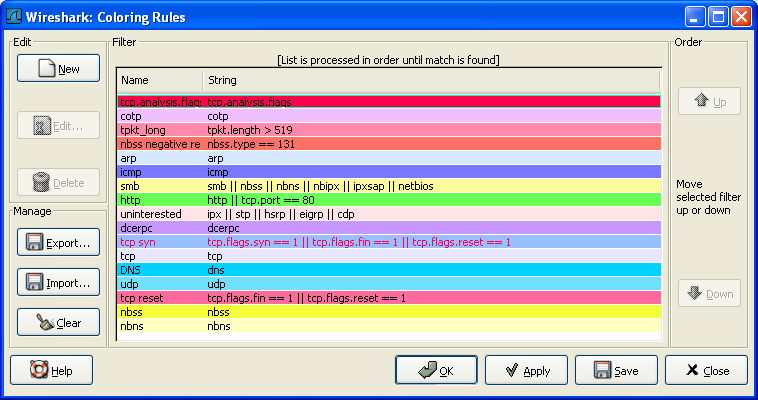 Wireshark: Coloring Rules
Edit
New
Edit...
Delete
Manage
Export...
Import...
Clear
Filter
[List is processed in order until match is found]
Name String
tcp.analysis.flags tcp.analysis.flags
cotp cotp
tpkt_long tpkt.length > 519
nbss negative re nbss.type == 131
arp arp
icmp icmp
smb smb || nbss || nbns || nbipx || ipxsap || netbios
http http || tcp.port == 80
uninterested ipx || stp || hsrp || eigrp || cdp
dcerpc dcerpc
tcp syn tcp.flags.syn == 1 || tcp.flags.fin == 1 || tcp.flags.reset == 1
tcp tcp
DNS dns
udp udp
tcp reset tcp.flags.fin == 1 || tcp.flags.reset == 1
nbss nbss
nbns nbns
Order
Up
Move
selected filter
up or down
Down
Help
OK
Apply
Save
Close